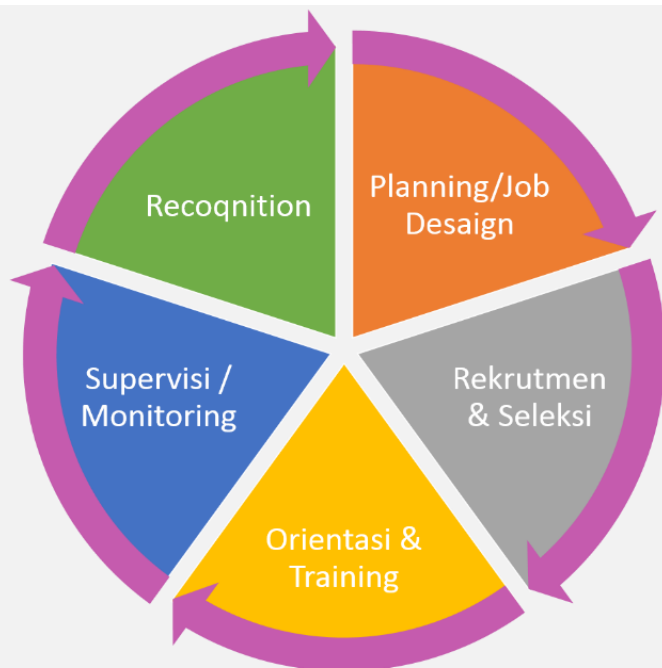 Planning/Job
Desaign
Rekrutmen
& Seleksi
Orientasi &
Training
Supervisi /
Monitoring
Recoqnition